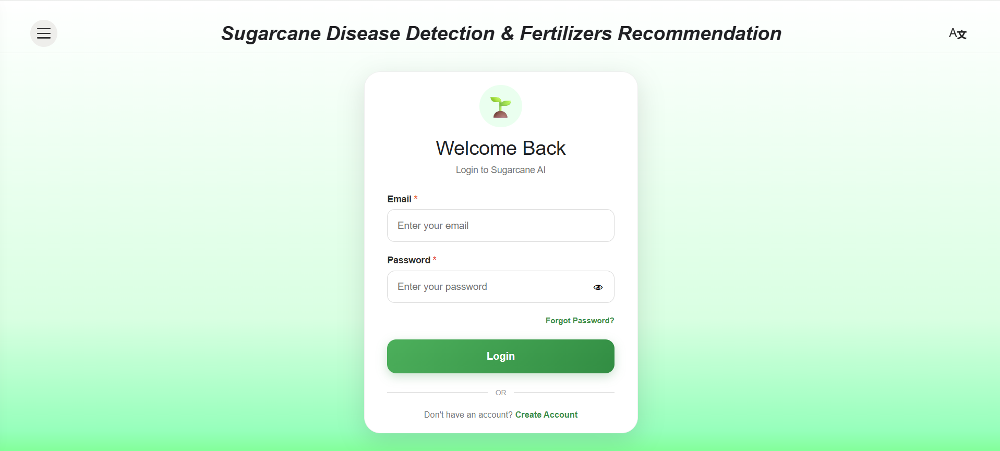 Sugarcane Disease Detection & Fertilizers Recommendation
A文
Welcome Back
Login to Sugarcane AI
Email *
Enter your email
Password *
Enter your password
Forgot Password?
Login
OR
Don't have an account? Create Account